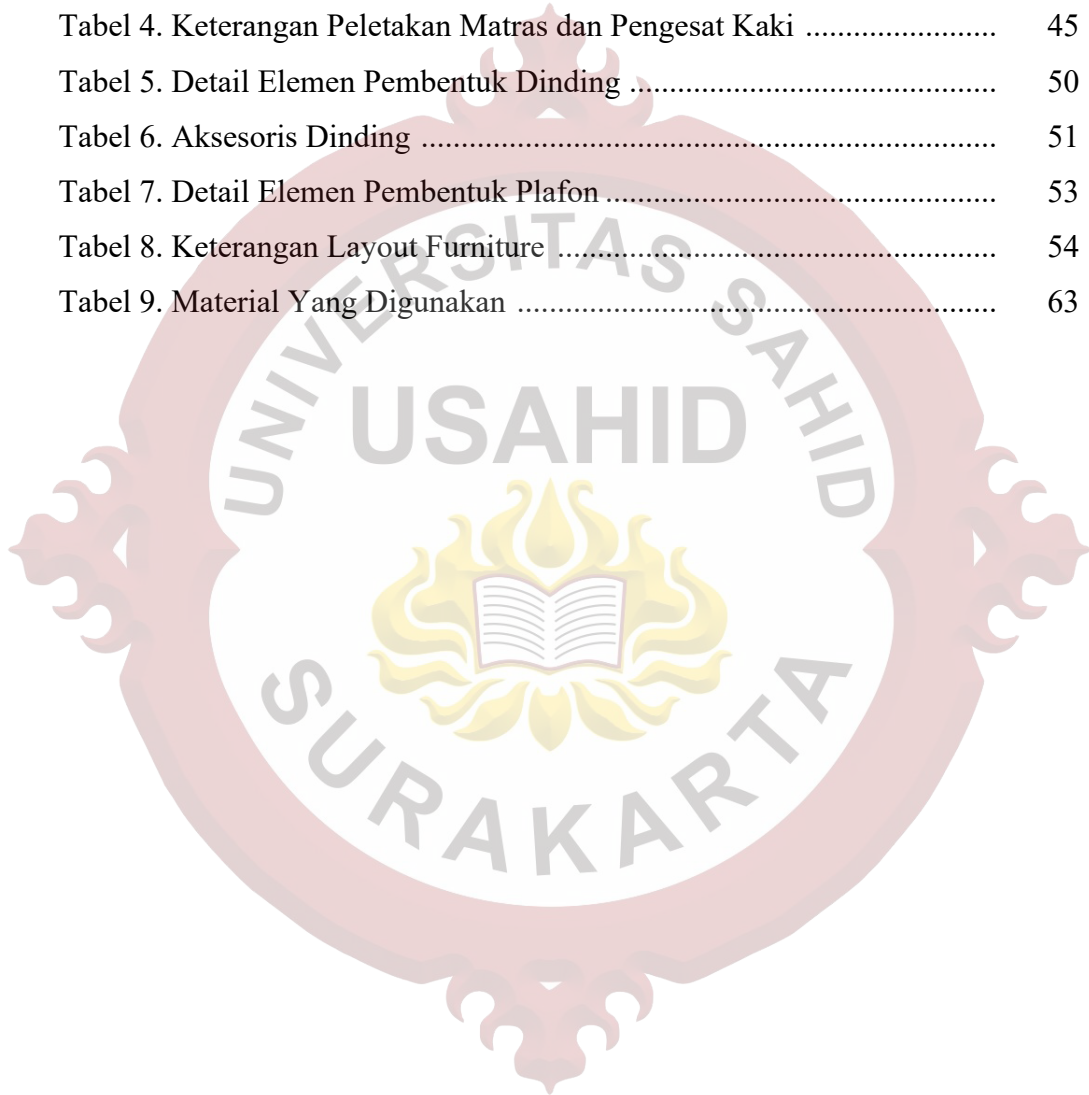 Tabel 4. Keterangan Peletakan Matras dan Pengesat Kaki ........................ 45
Tabel 5. Detail Elemen Pembentuk Dinding .............................................. 50
Tabel 6. Aksesoris Dinding ........................................................................ 51
Tabel 7. Detail Elemen Pembentuk Plafon ................................................. 53
Tabel 8. Keterangan Layout Furniture ....................................................... 54
Tabel 9. Material Yang Digunakan ............................................................ 63
UNIVERSITAS SAHID
USAHID
SURAKARTA